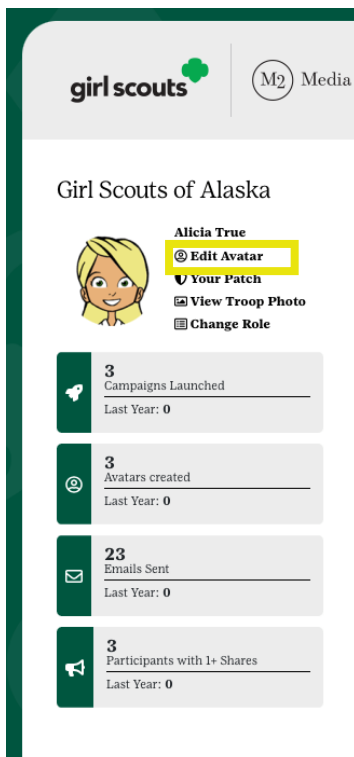 girl scouts
M2 Media
Girl Scouts of Alaska
Alicia True
Edit Avatar
Your Patch
View Troop Photo
Change Role
3
Campaigns Launched
Last Year: 0
3
Avatars created
Last Year: 0
23
Emails Sent
Last Year: 0
3
Participants with 1+ Shares
Last Year: 0